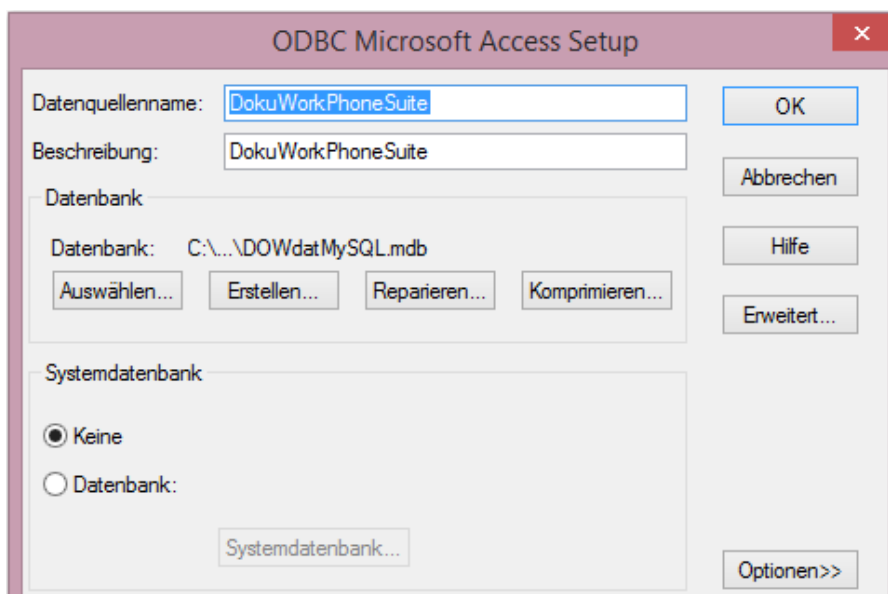 ODBC Microsoft Access Setup
×
Datenquellenname: DokuWorkPhoneSuite
OK
Beschreibung: DokuWorkPhoneSuite
Abbrechen
Datenbank
Datenbank: C:\...\DOWdatMySQL.mdb
Hilfe
Auswählen... Erstellen... Reparieren... Komprimieren...
Erweitert...
Systemdatenbank
Keine
Datenbank:
Systemdatenbank...
Optionen>>